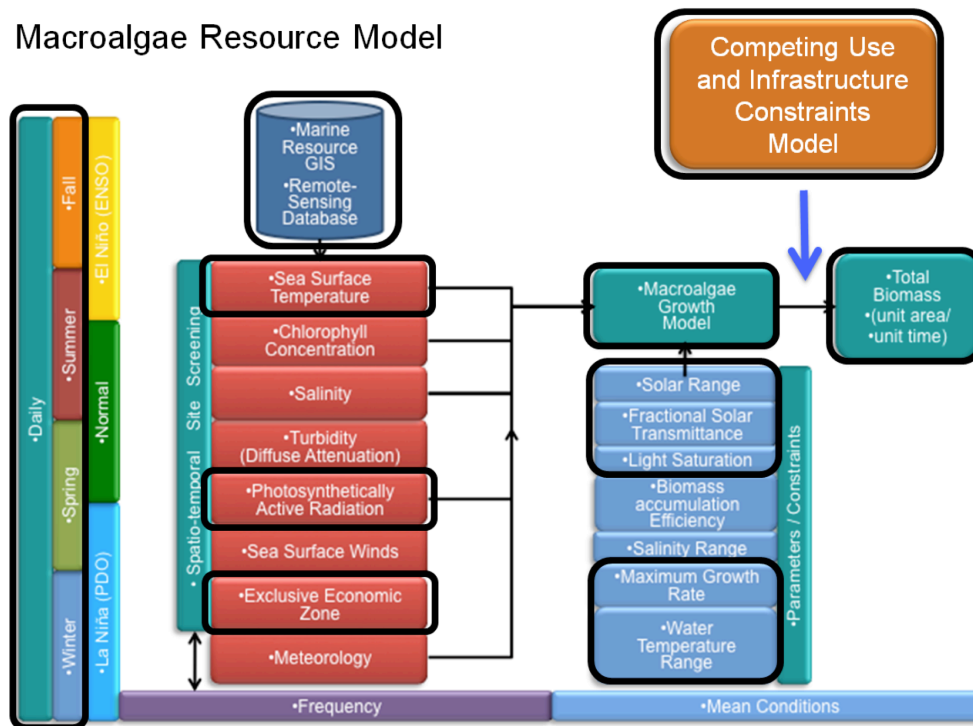 Macroalgae Resource Model
Competing Use
and Infrastructure
Constraints
Model
•Marine
Resource
GIS
•Remote-
Sensing
Database
•Daily
•Fall
•Summer
•Spring
•Winter
•El Niño (ENSO)
•Normal
•La Niña (PDO)
• Spatio-temporal Site Screening
•Sea Surface
Temperature
•Chlorophyll
Concentration
•Salinity
•Turbidity
(Diffuse Attenuation)
•Photosynthetically
Active Radiation
•Sea Surface Winds
•Exclusive Economic
Zone
•Meteorology
•Macroalgae
Growth
Model
•Total
Biomass
•(unit area/
•unit time)
•Solar Range
•Fractional Solar
Transmittance
•Light Saturation
•Biomass
accumulation
Efficiency
•Salinity Range
•Maximum Growth
Rate
•Water
Temperature
Range
•Parameters / Constraints
•Frequency
•Mean Conditions